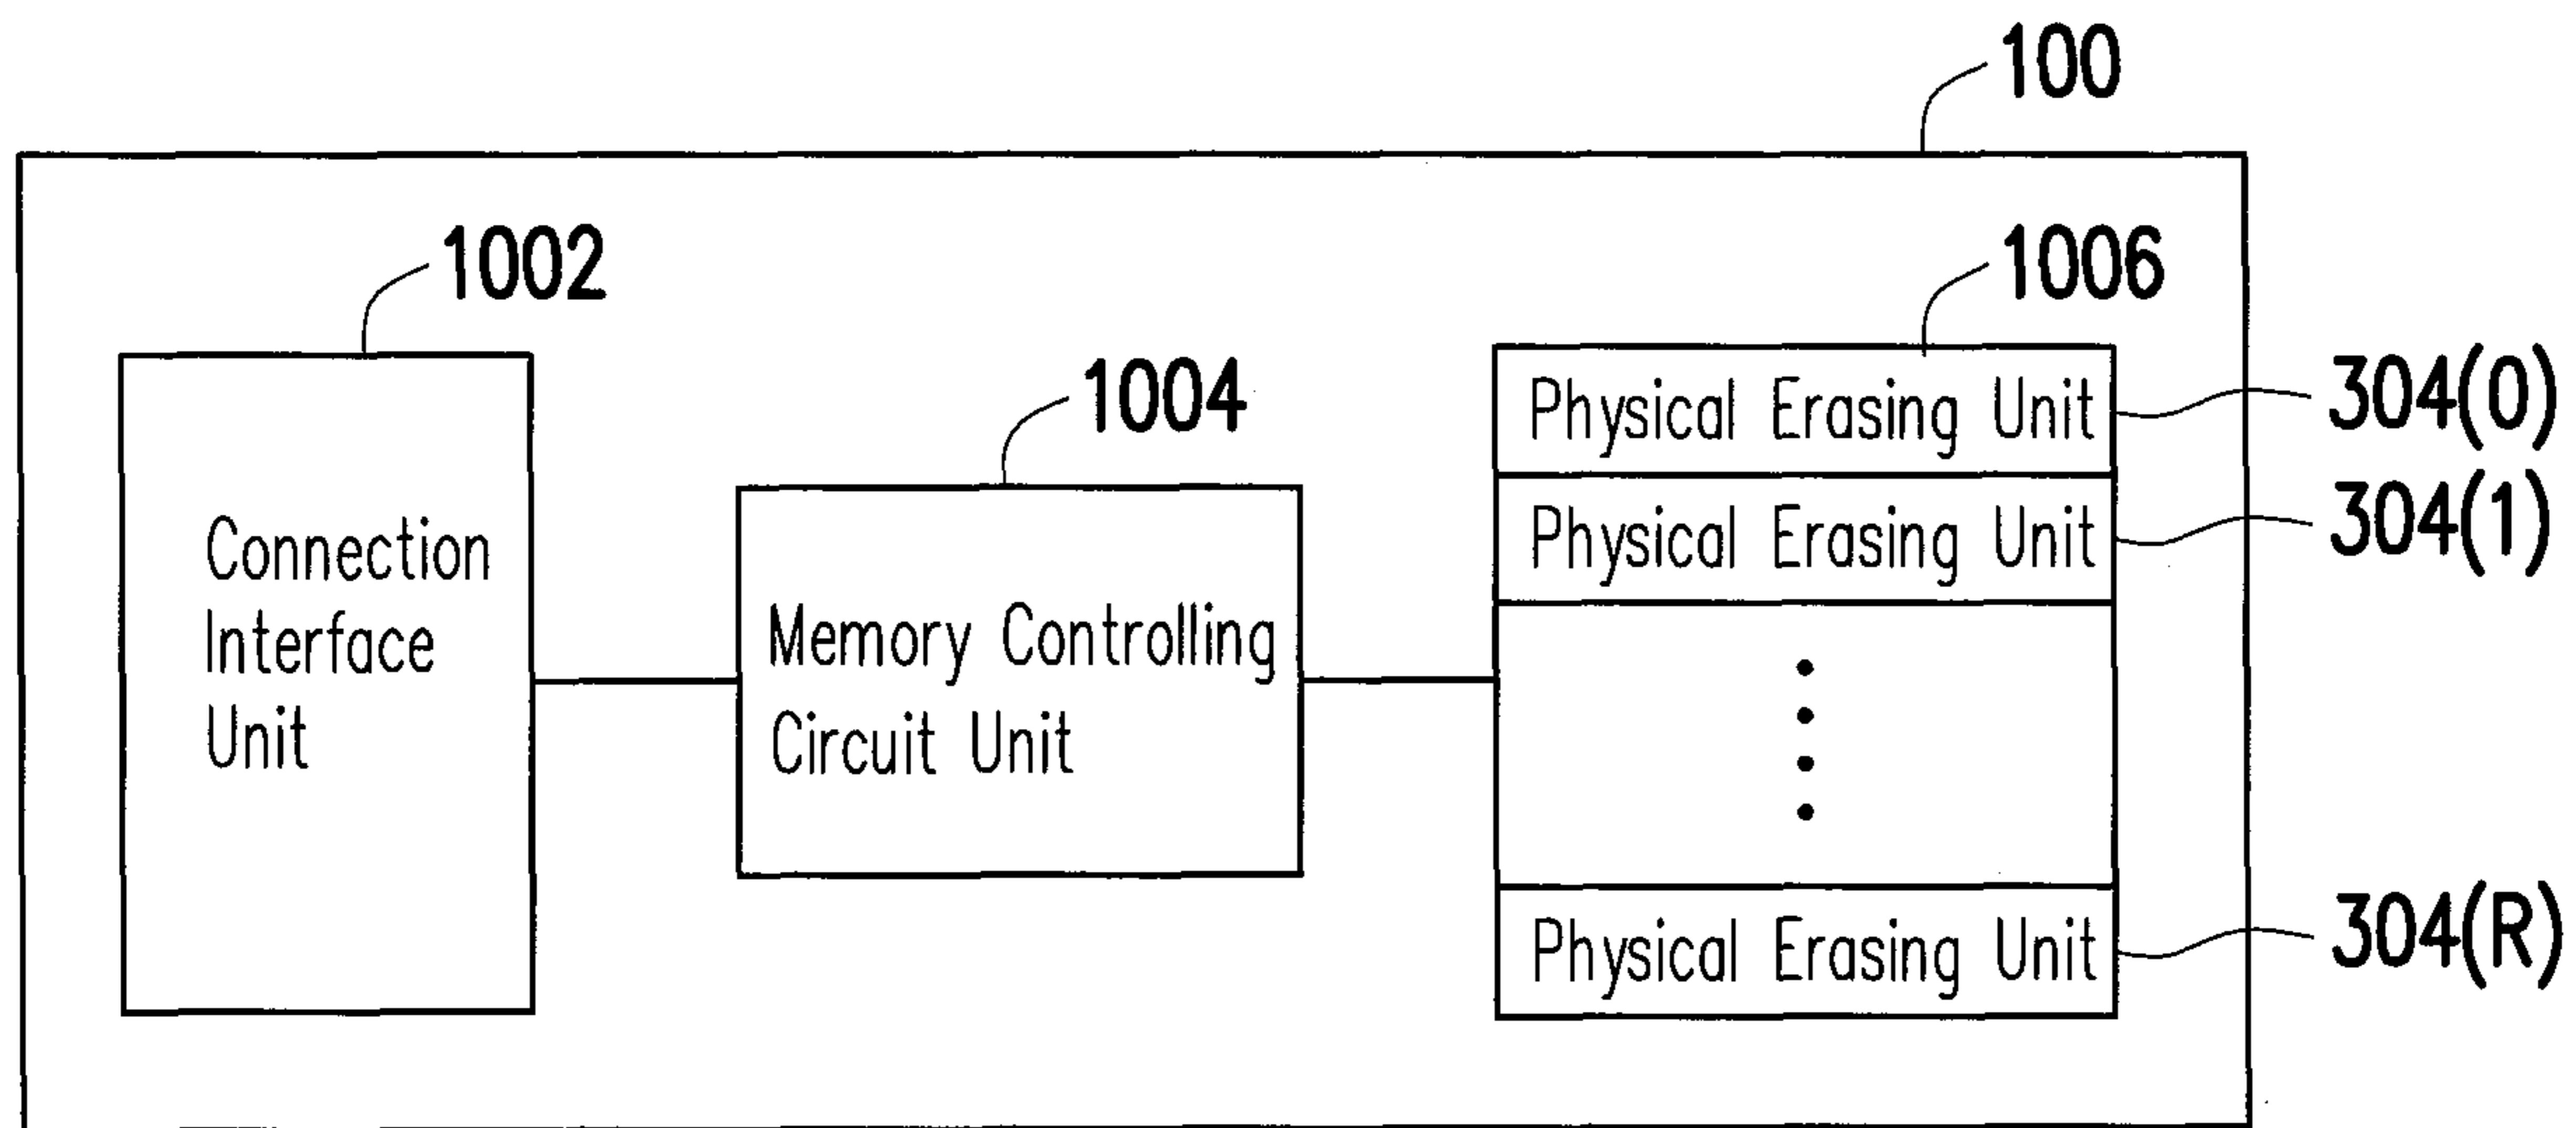 100
1002
1006
1004
Physical Erasing Unit
304(0)
Physical Erasing Unit
304(1)
Connection
Interface
Unit
Memory Controlling
Circuit Unit
Physical Erasing Unit
304(R)